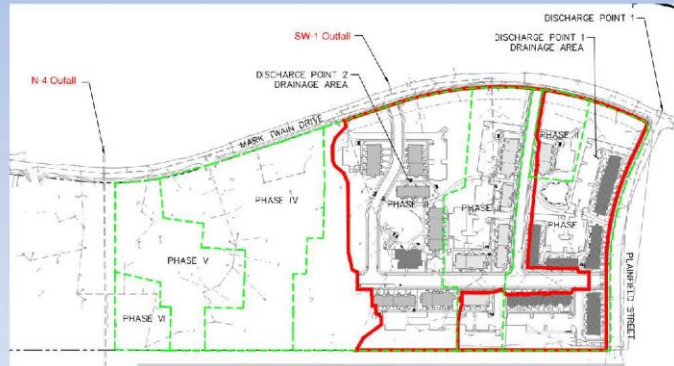 DISCHARGE POINT 1
SW-1 Outfall
DISCHARGE POINT 1
DRAINAGE AREA
N-4 Oufall
DISCHARGE POINT 2
DRAINAGE AREA
MARK TWAIN DRIVE
PHASE II
PHASE IV
PHASE III
PHASE
PHASE
PHASE V
PLAINFIELD STREET
PHASE VI